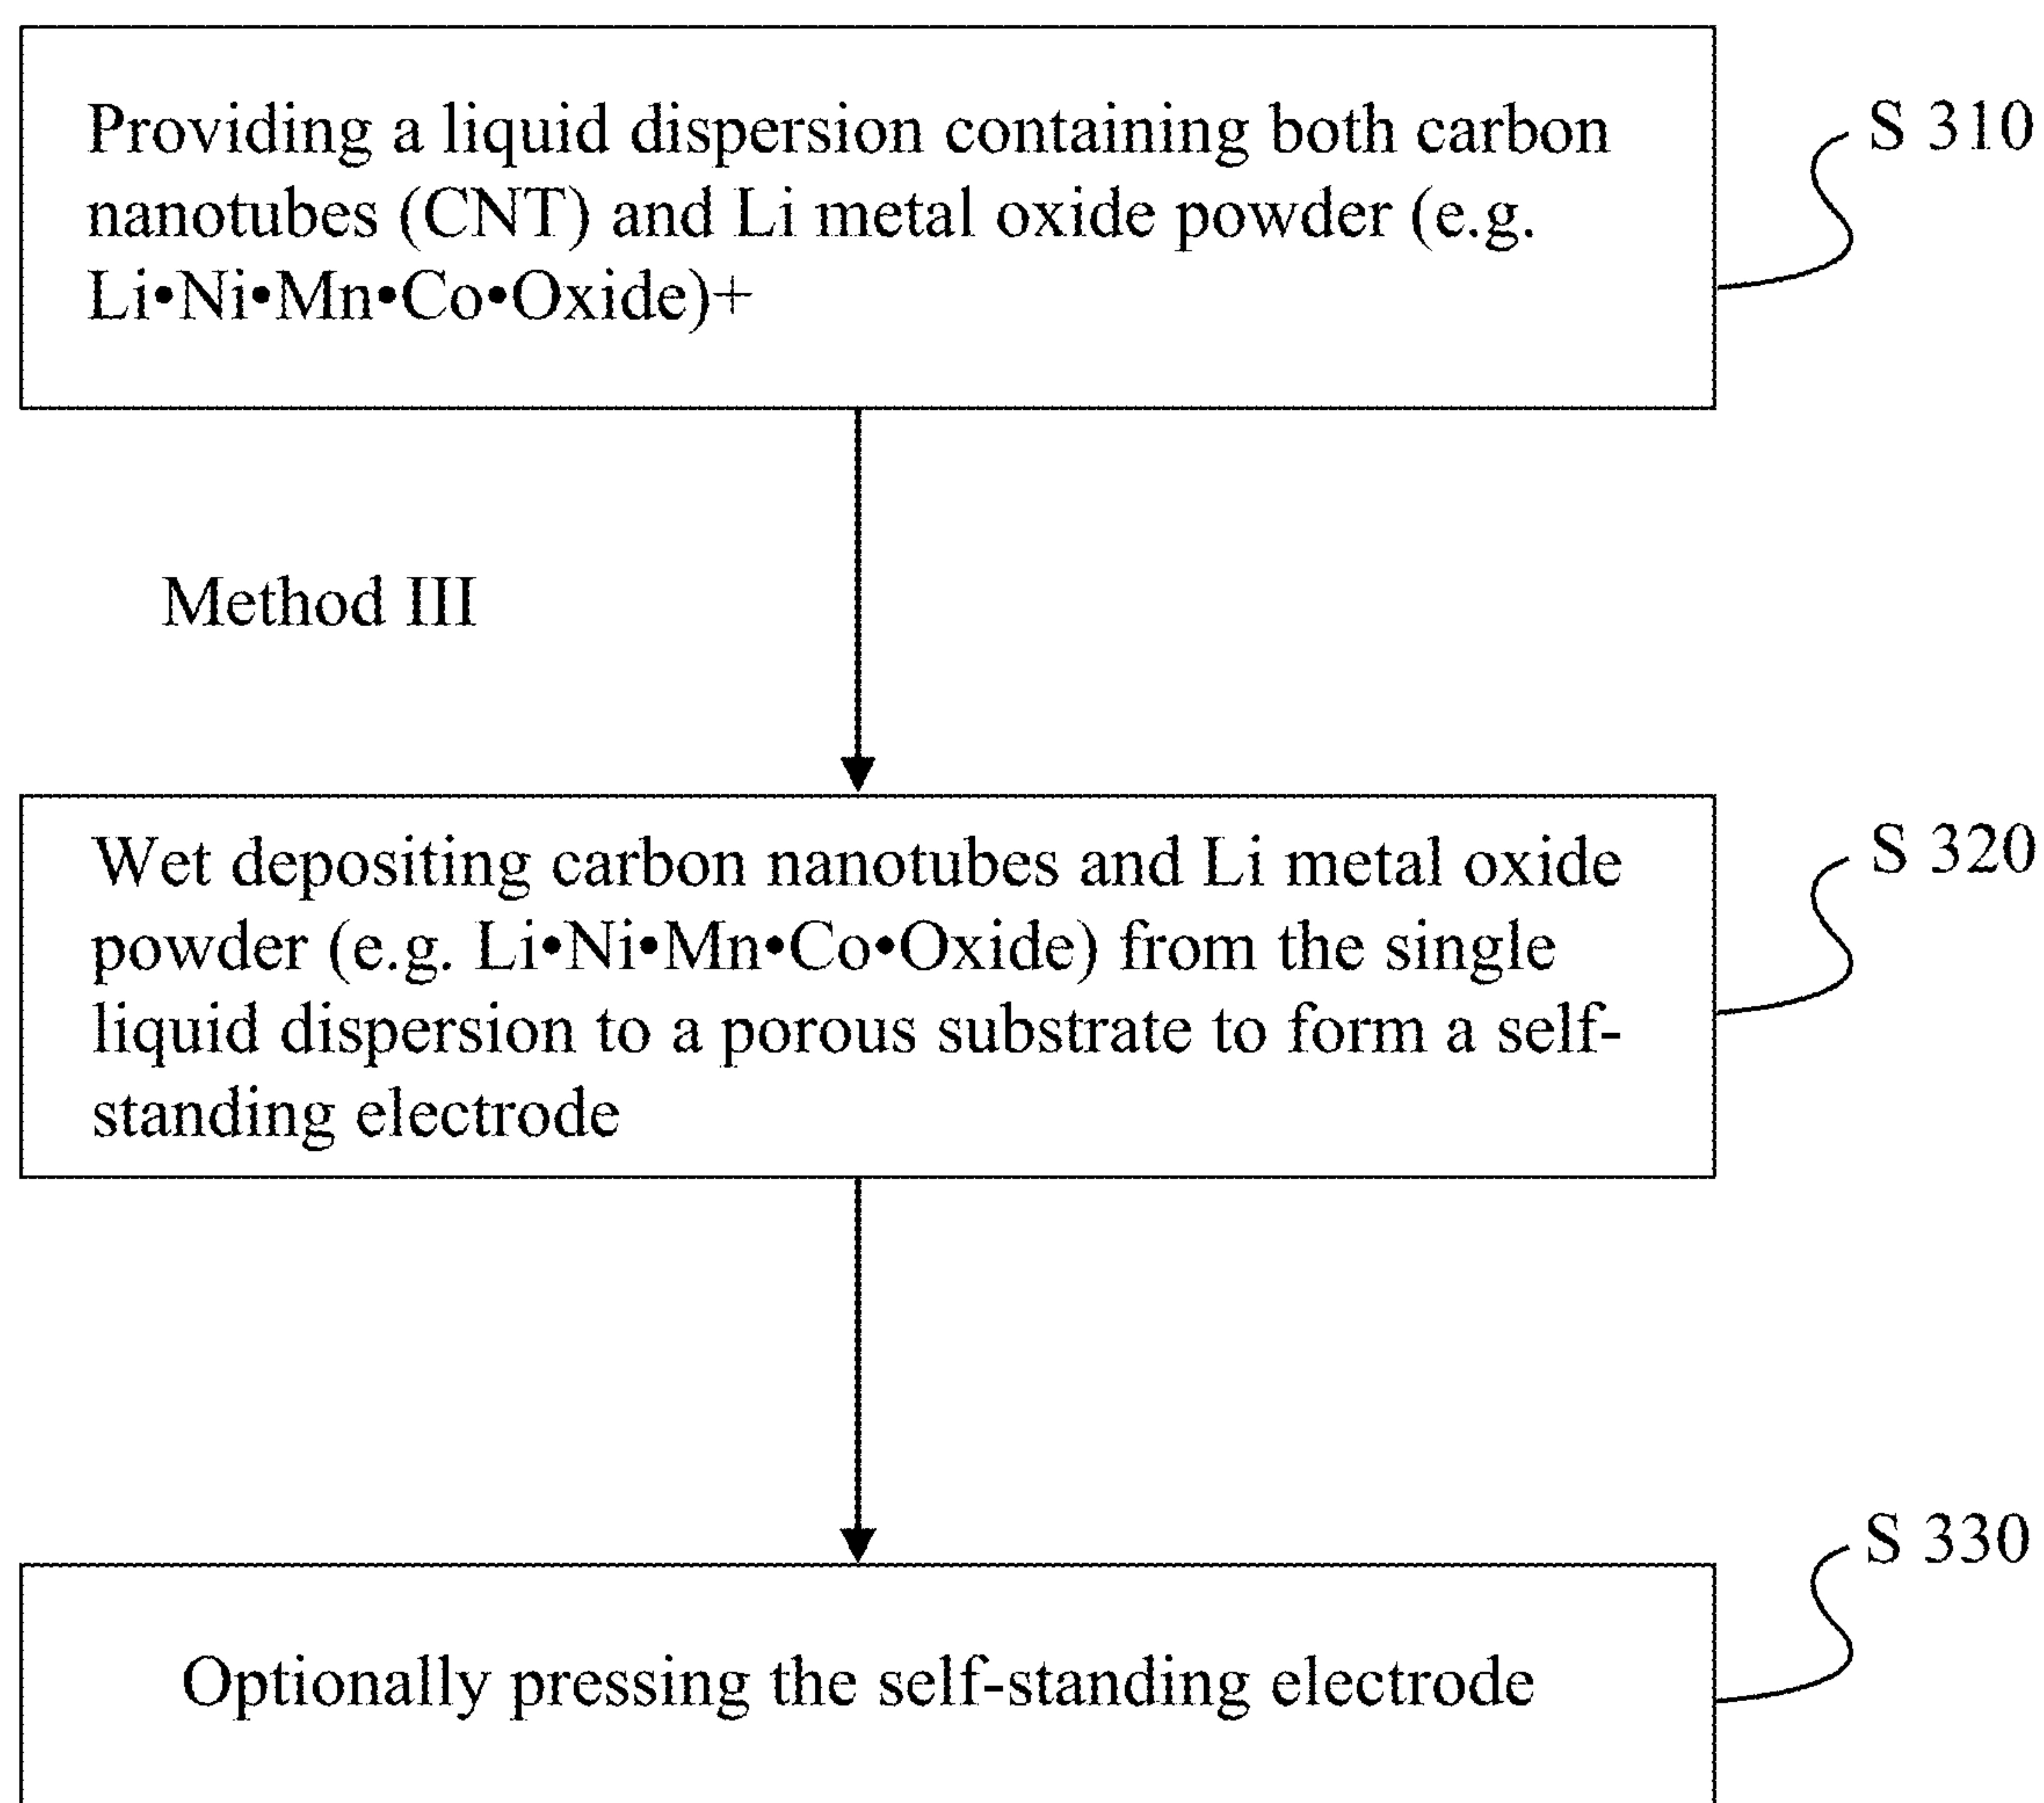 Providing a liquid dispersion containing both carbon
nanotubes (CNT) and Li metal oxide powder (e.g.
Li•Ni•Mn•Co•Oxide)+
S 310
Method III
Wet depositing carbon nanotubes and Li metal oxide
powder (e.g. Li•Ni•Mn•Co•Oxide) from the single
liquid dispersion to a porous substrate to form a self-
standing electrode
S 320
Optionally pressing the self-standing electrode
S 330